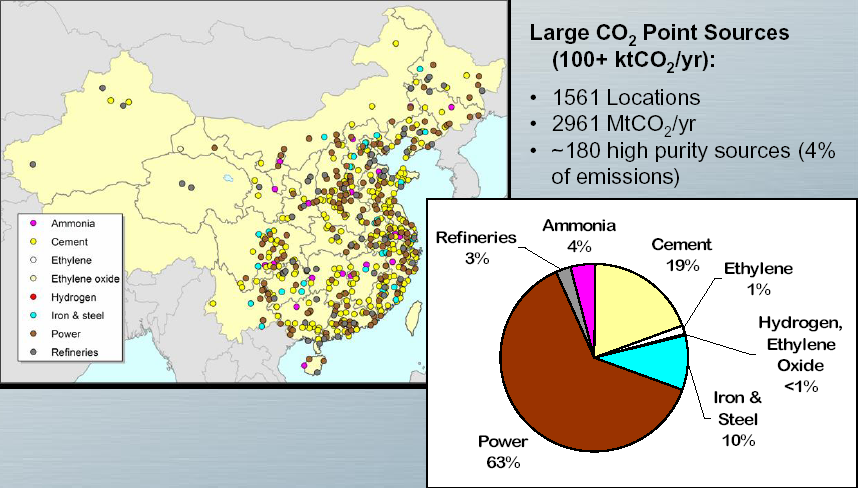 Large CO₂ Point Sources
(100+ ktCO₂/yr):
• 1561 Locations
• 2961 MtCO₂/yr
• ~180 high purity sources (4%
of emissions)
Ammonia
Cement
Ethylene
Ethylene oxide
Hydrogen
Iron & steel
Power
Refineries
Refineries
3%
Ammonia
4%
Cement
19%
Ethylene
1%
Hydrogen,
Ethylene
Oxide
<1%
Iron &
Steel
10%
Power
63%